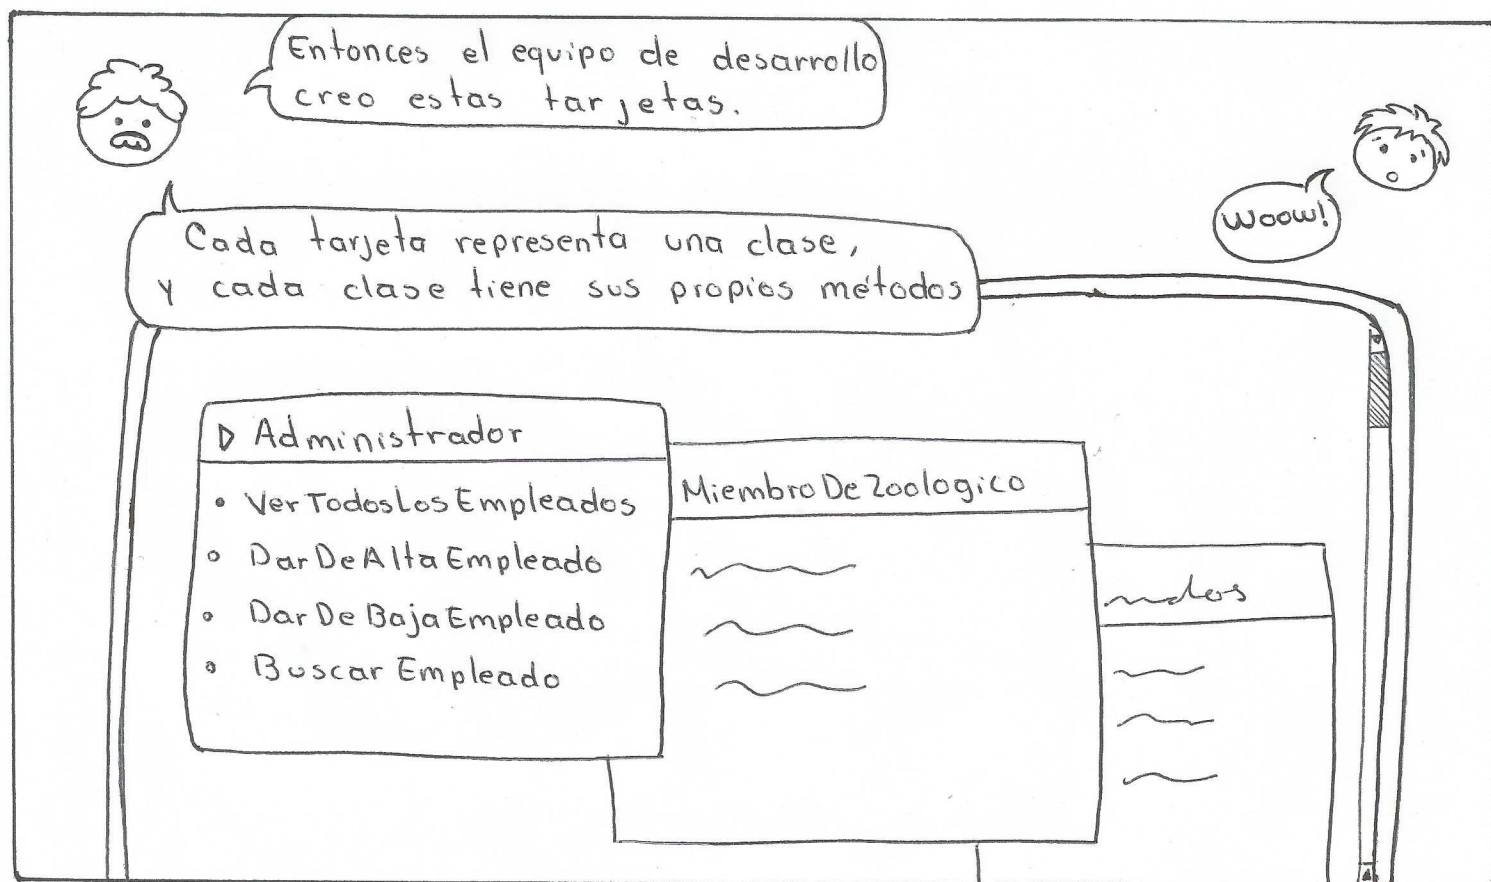 Entonces el equipo de desarrollo
creo estas tarjetas.
Woow!
Cada tarjeta representa una clase,
y cada clase tiene sus propios métodos
Administrador
• VerTodosLosEmpleados
• DarDeAltaEmpleado
• DarDeBajaEmpleado
• BuscarEmpleado
MiembroDeZoologico